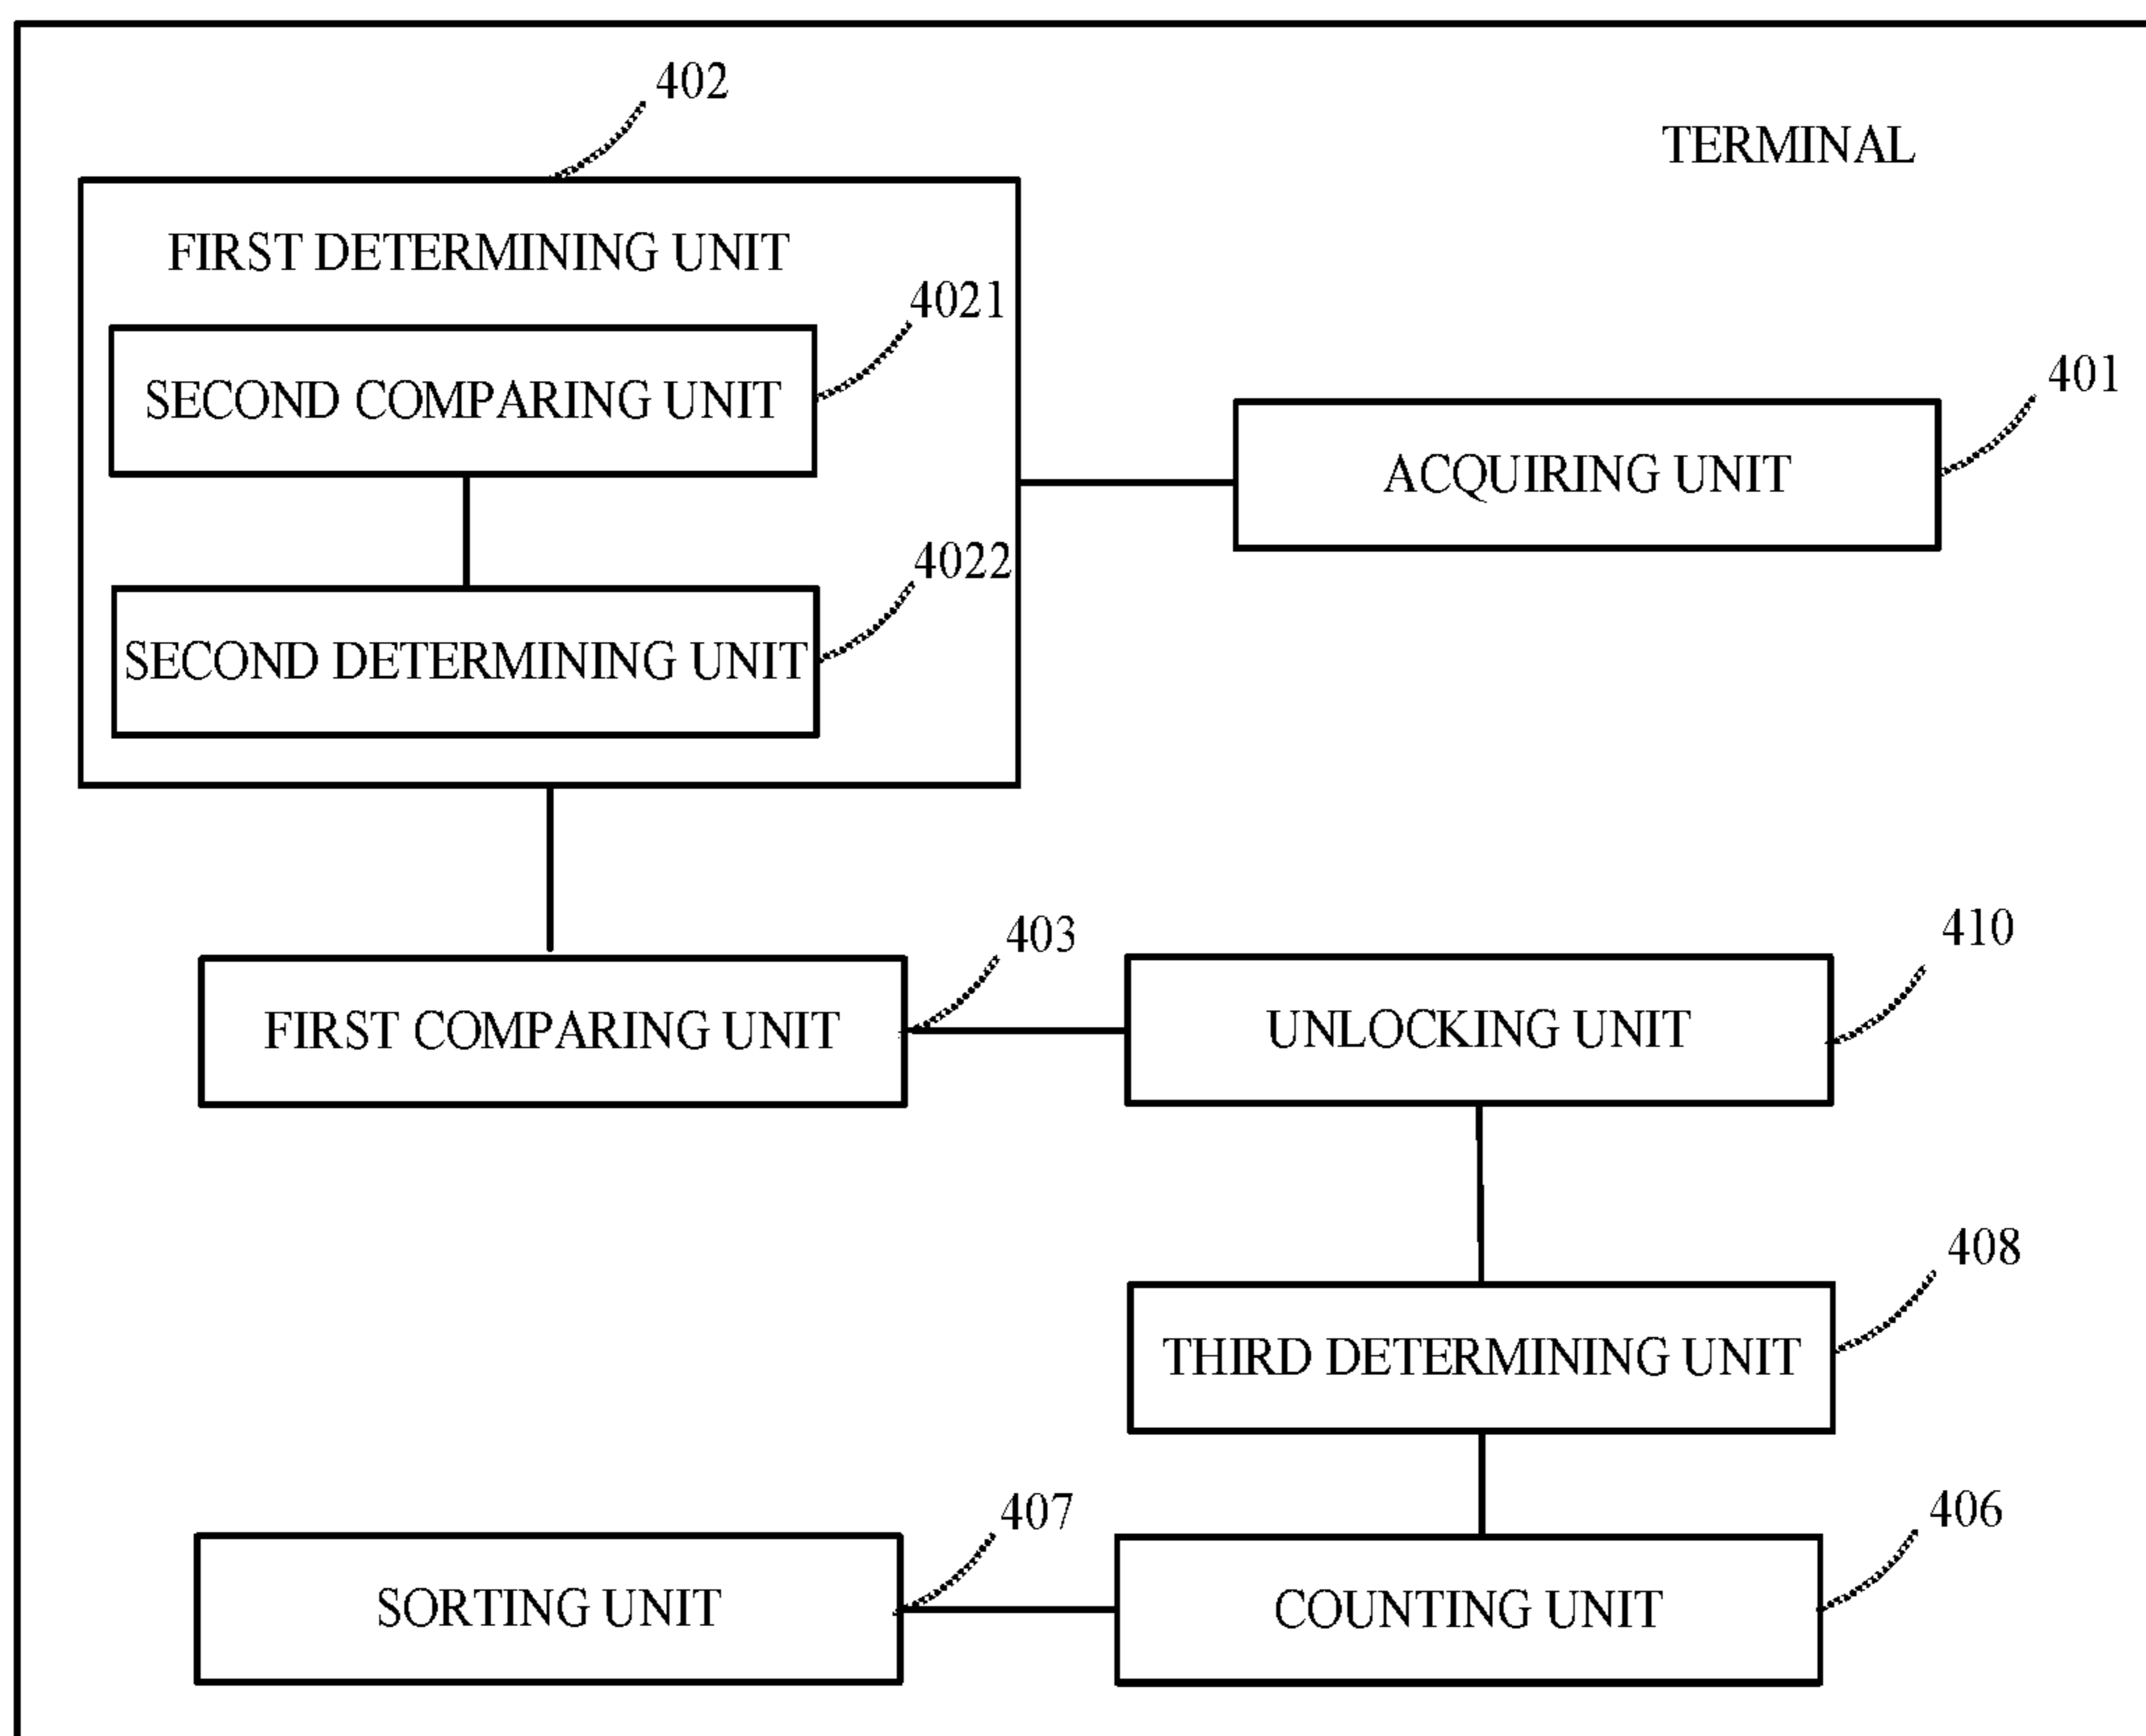 402
TERMINAL
FIRST DETERMINING UNIT
4021
SECOND COMPARING UNIT
401
ACQUIRING UNIT
4022
SECOND DETERMINING UNIT
403
410
FIRST COMPARING UNIT
UNLOCKING UNIT
408
THIRD DETERMINING UNIT
407
406
SORTING UNIT
COUNTING UNIT